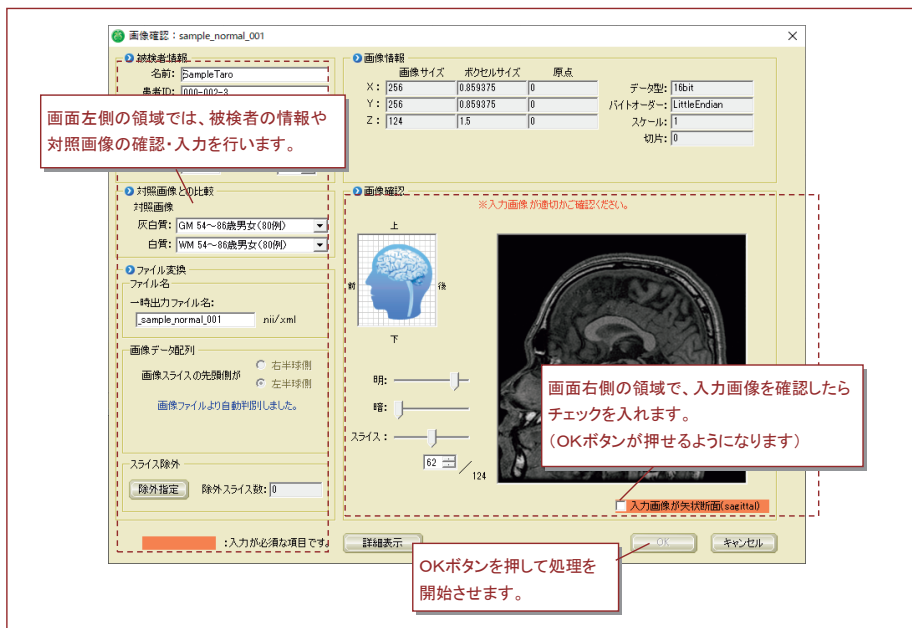 画像確認：sample_normal_001
被検者情報
名前： SampleTaro
患者ID： 000-002-3
画面左側の領域では、被検者の情報や
対照画像の確認・入力を行います。
対照画像との比較
対照画像
灰白質： GM 54～86歳男女(80例)
白質： WM 54～86歳男女(80例)
ファイル変換
ファイル名
一時出力ファイル名：
_sample_normal_001 .nii/.xml
画像データ配列
画像スライスの先頭側が
右半球側
左半球側
画像ファイルより自動判別しました。
スライス除外
除外指定 除外スライス数： 0
：入力が必須な項目です。
画像情報
画像サイズ ボクセルサイズ 原点
X： 256 0.859375 0
Y： 256 0.859375 0
Z： 124 1.5 0
データ型： 16bit
バイトオーダー： LittleEndian
スケール： 1
切片： 0
画像確認
※入力画像が適切かご確認ください。
上
前 後
下
明：
暗：
スライス：
62 / 124
画面右側の領域で、入力画像を確認したら
チェックを入れます。
（OKボタンが押せるようになります）
入力画像が矢状断面(sagittal)
詳細表示 OK キャンセル
OKボタンを押して処理を
開始させます。